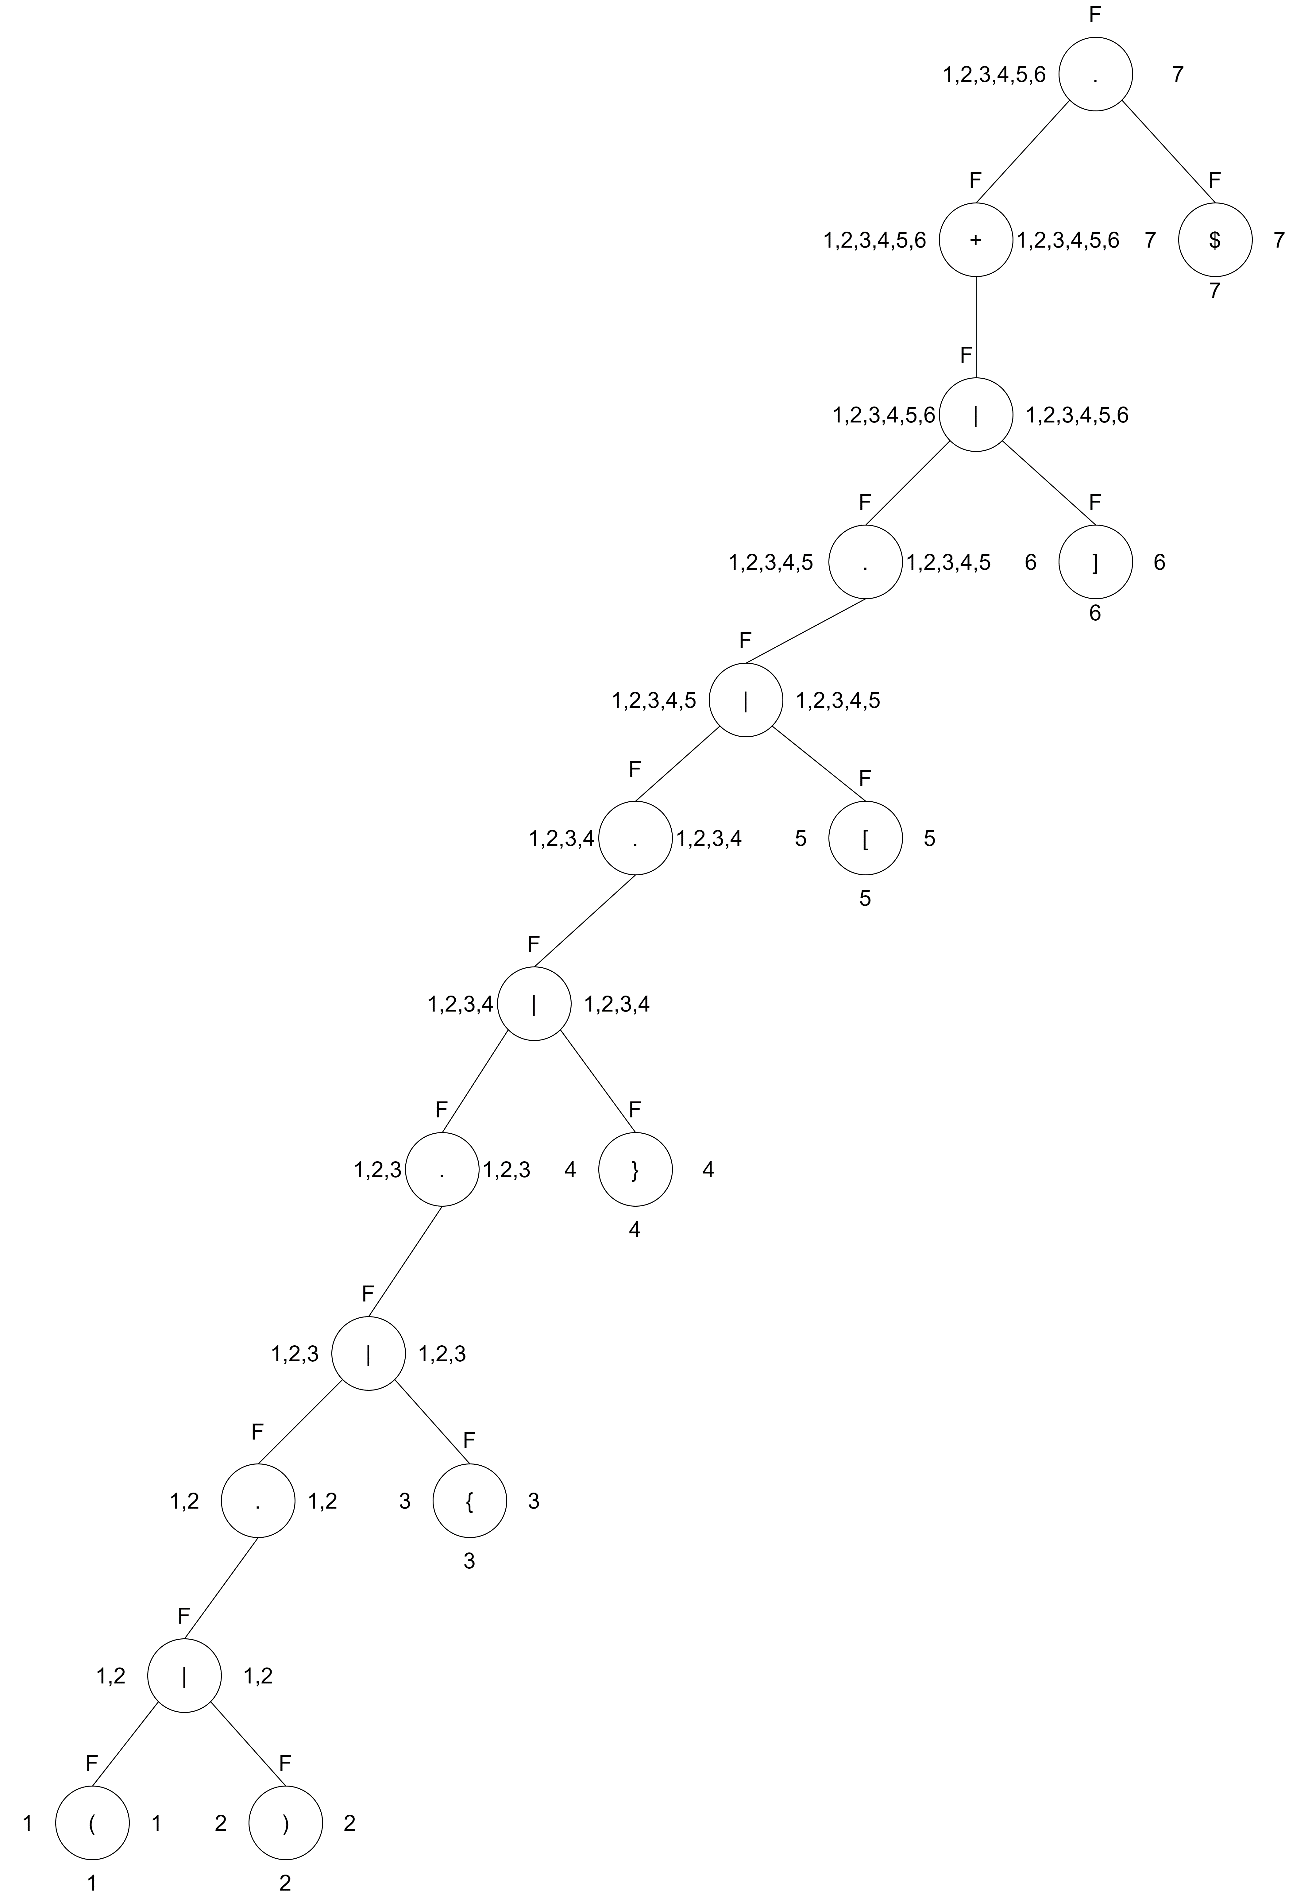 F
1,2,3,4,5,6 . 7
F F
1,2,3,4,5,6 + 1,2,3,4,5,6 7 $ 7
7
F
1,2,3,4,5,6 | 1,2,3,4,5,6
F F
1,2,3,4,5 . 1,2,3,4,5 6 ] 6
6
F
1,2,3,4,5 | 1,2,3,4,5
F F
1,2,3,4 . 1,2,3,4 5 [ 5
5
F
1,2,3,4 | 1,2,3,4
F F
1,2,3 . 1,2,3 4 } 4
4
F
1,2,3 | 1,2,3
F F
1,2 . 1,2 3 { 3
3
F
1,2 | 1,2
F F
1 ( 1 2 ) 2
1 2